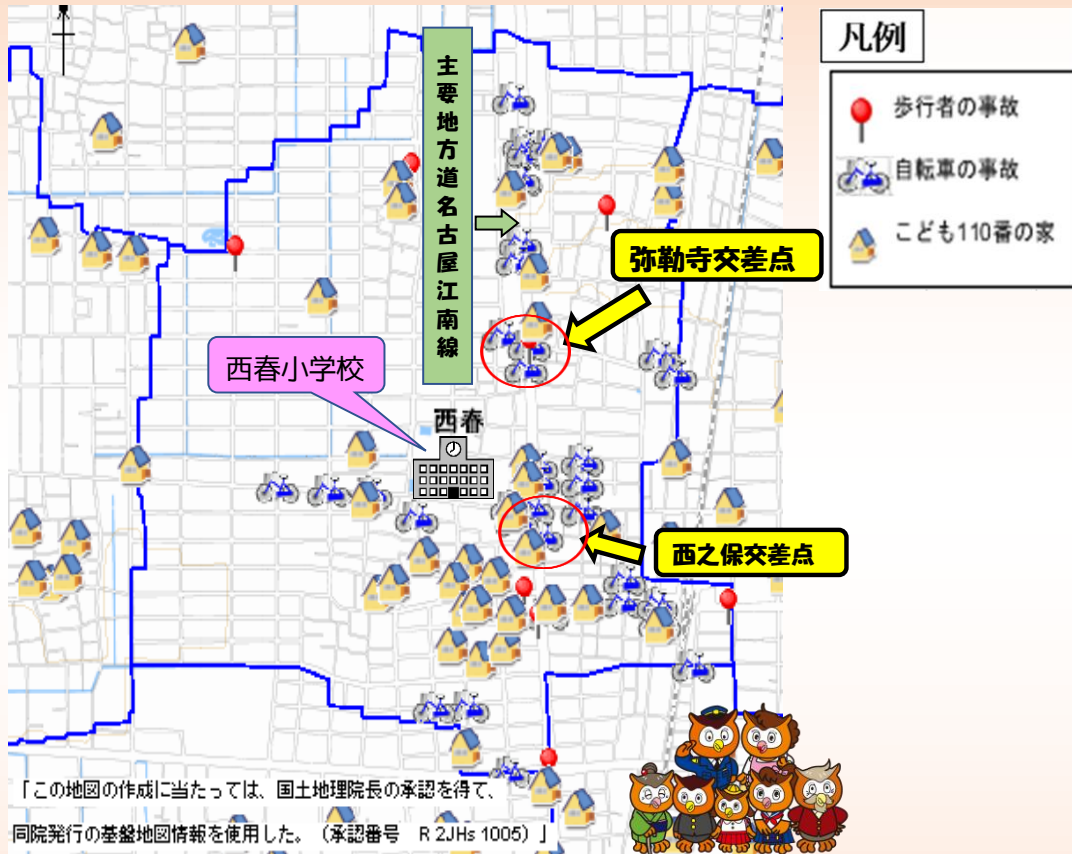 主要地方道名古屋江南線
凡例
歩行者の事故
自転車の事故
こども110番の家
弥勒寺交差点
西春小学校
西春
西之保交差点
「この地図の作成に当たっては、国土地理院長の承認を得て、
同院発行の基盤地図情報を使用した。（承認番号　R 2JHs 1005）」